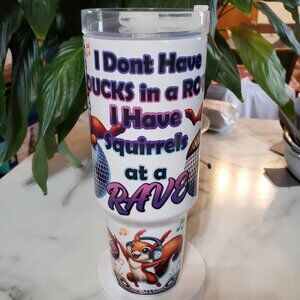 I Dont Have
DUCKS in a RO
I Have
Squirrels
at a
RAVE